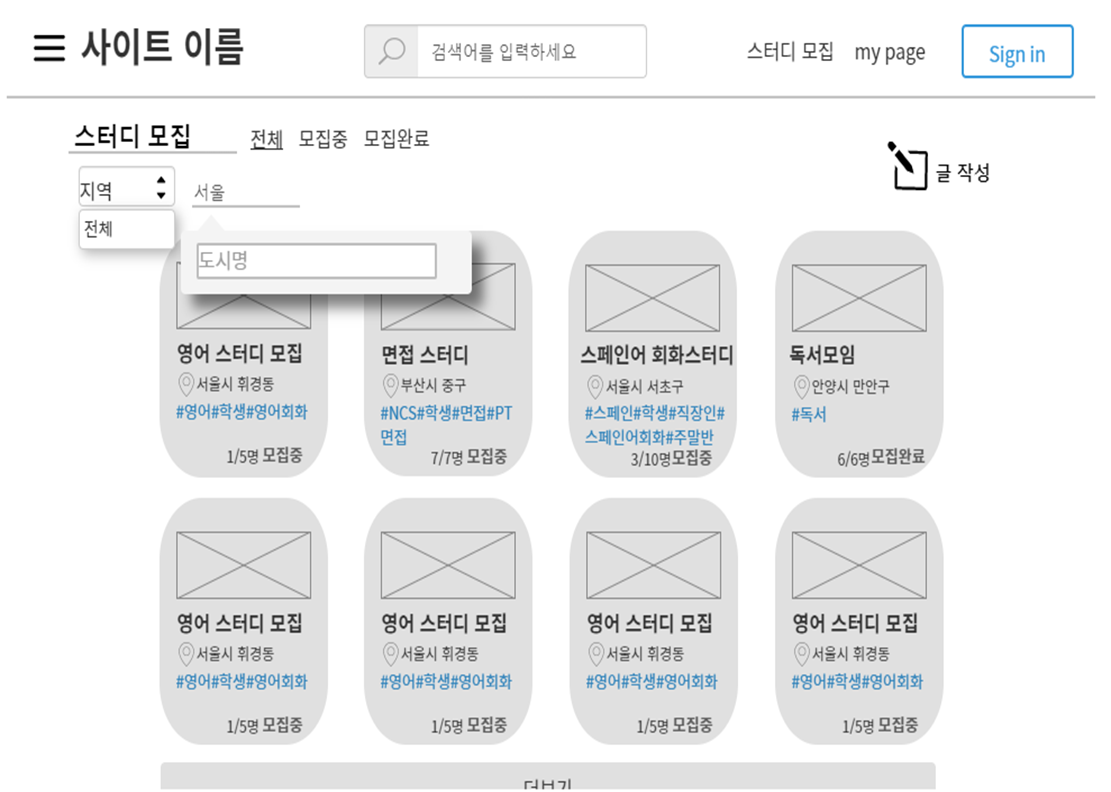 사이트 이름
검색어를 입력하세요
스터디 모집 my page Sign in
스터디 모집 전체 모집중 모집완료
글 작성
지역 서울
전체
도시명
영어 스터디 모집
서울시 휘경동
#영어#학생#영어회화
1/5명 모집중
면접 스터디
부산시 중구
#NCS#학생#면접#PT
면접
7/7명 모집중
스페인어 회화스터디
서울시 서초구
#스페인#학생#직장인#
스페인어회화#주말반
3/10명모집중
독서모임
안양시 만안구
#독서
6/6명모집완료
영어 스터디 모집
서울시 휘경동
#영어#학생#영어회화
1/5명 모집중
영어 스터디 모집
서울시 휘경동
#영어#학생#영어회화
1/5명 모집중
영어 스터디 모집
서울시 휘경동
#영어#학생#영어회화
1/5명 모집중
영어 스터디 모집
서울시 휘경동
#영어#학생#영어회화
1/5명 모집중
더보기